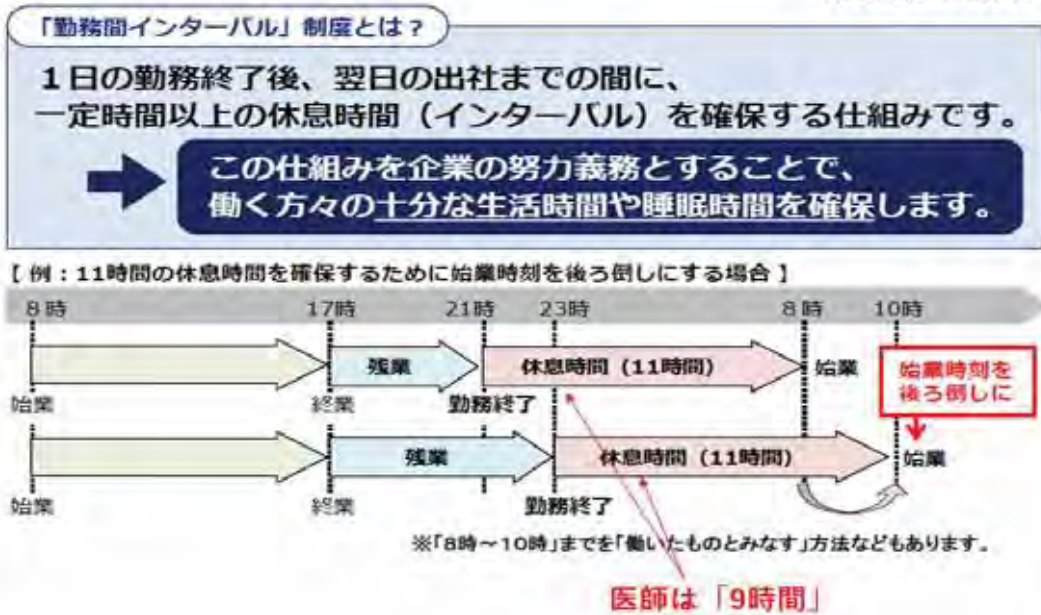 「勤務間インターバル」制度とは？
１日の勤務終了後、翌日の出社までの間に、
一定時間以上の休息時間（インターバル）を確保する仕組みです。
この仕組みを企業の努力義務とすることで、
働く方々の十分な生活時間や睡眠時間を確保します。
【 例：11時間の休息時間を確保するために始業時刻を後ろ倒しにする場合 】
8時 17時 21時 23時 8時 10時
残業 休息時間（11時間） 始業
始業時刻を
後ろ倒しに
始業 終業 勤務終了
残業 休息時間（11時間） 始業
始業 終業 勤務終了
※「8時～10時」までを「働いたものとみなす」方法などもあります。
医師は「9時間」